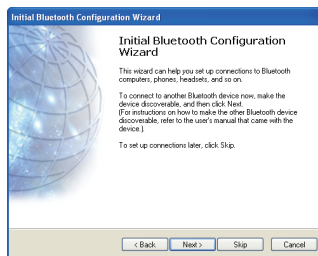 Initial Bluetooth Configuration Wizard
Initial Bluetooth Configuration
Wizard
This wizard can help you set up connections to Bluetooth
computers, phones, headsets, and so on.
To connect to another Bluetooth device now, make the
device discoverable, and then click Next.
(For instructions on how to make the other Bluetooth device
discoverable, refer to the user's manual that came with the
device.)
To set up connections later, click Skip.
< Back Next > Skip Cancel